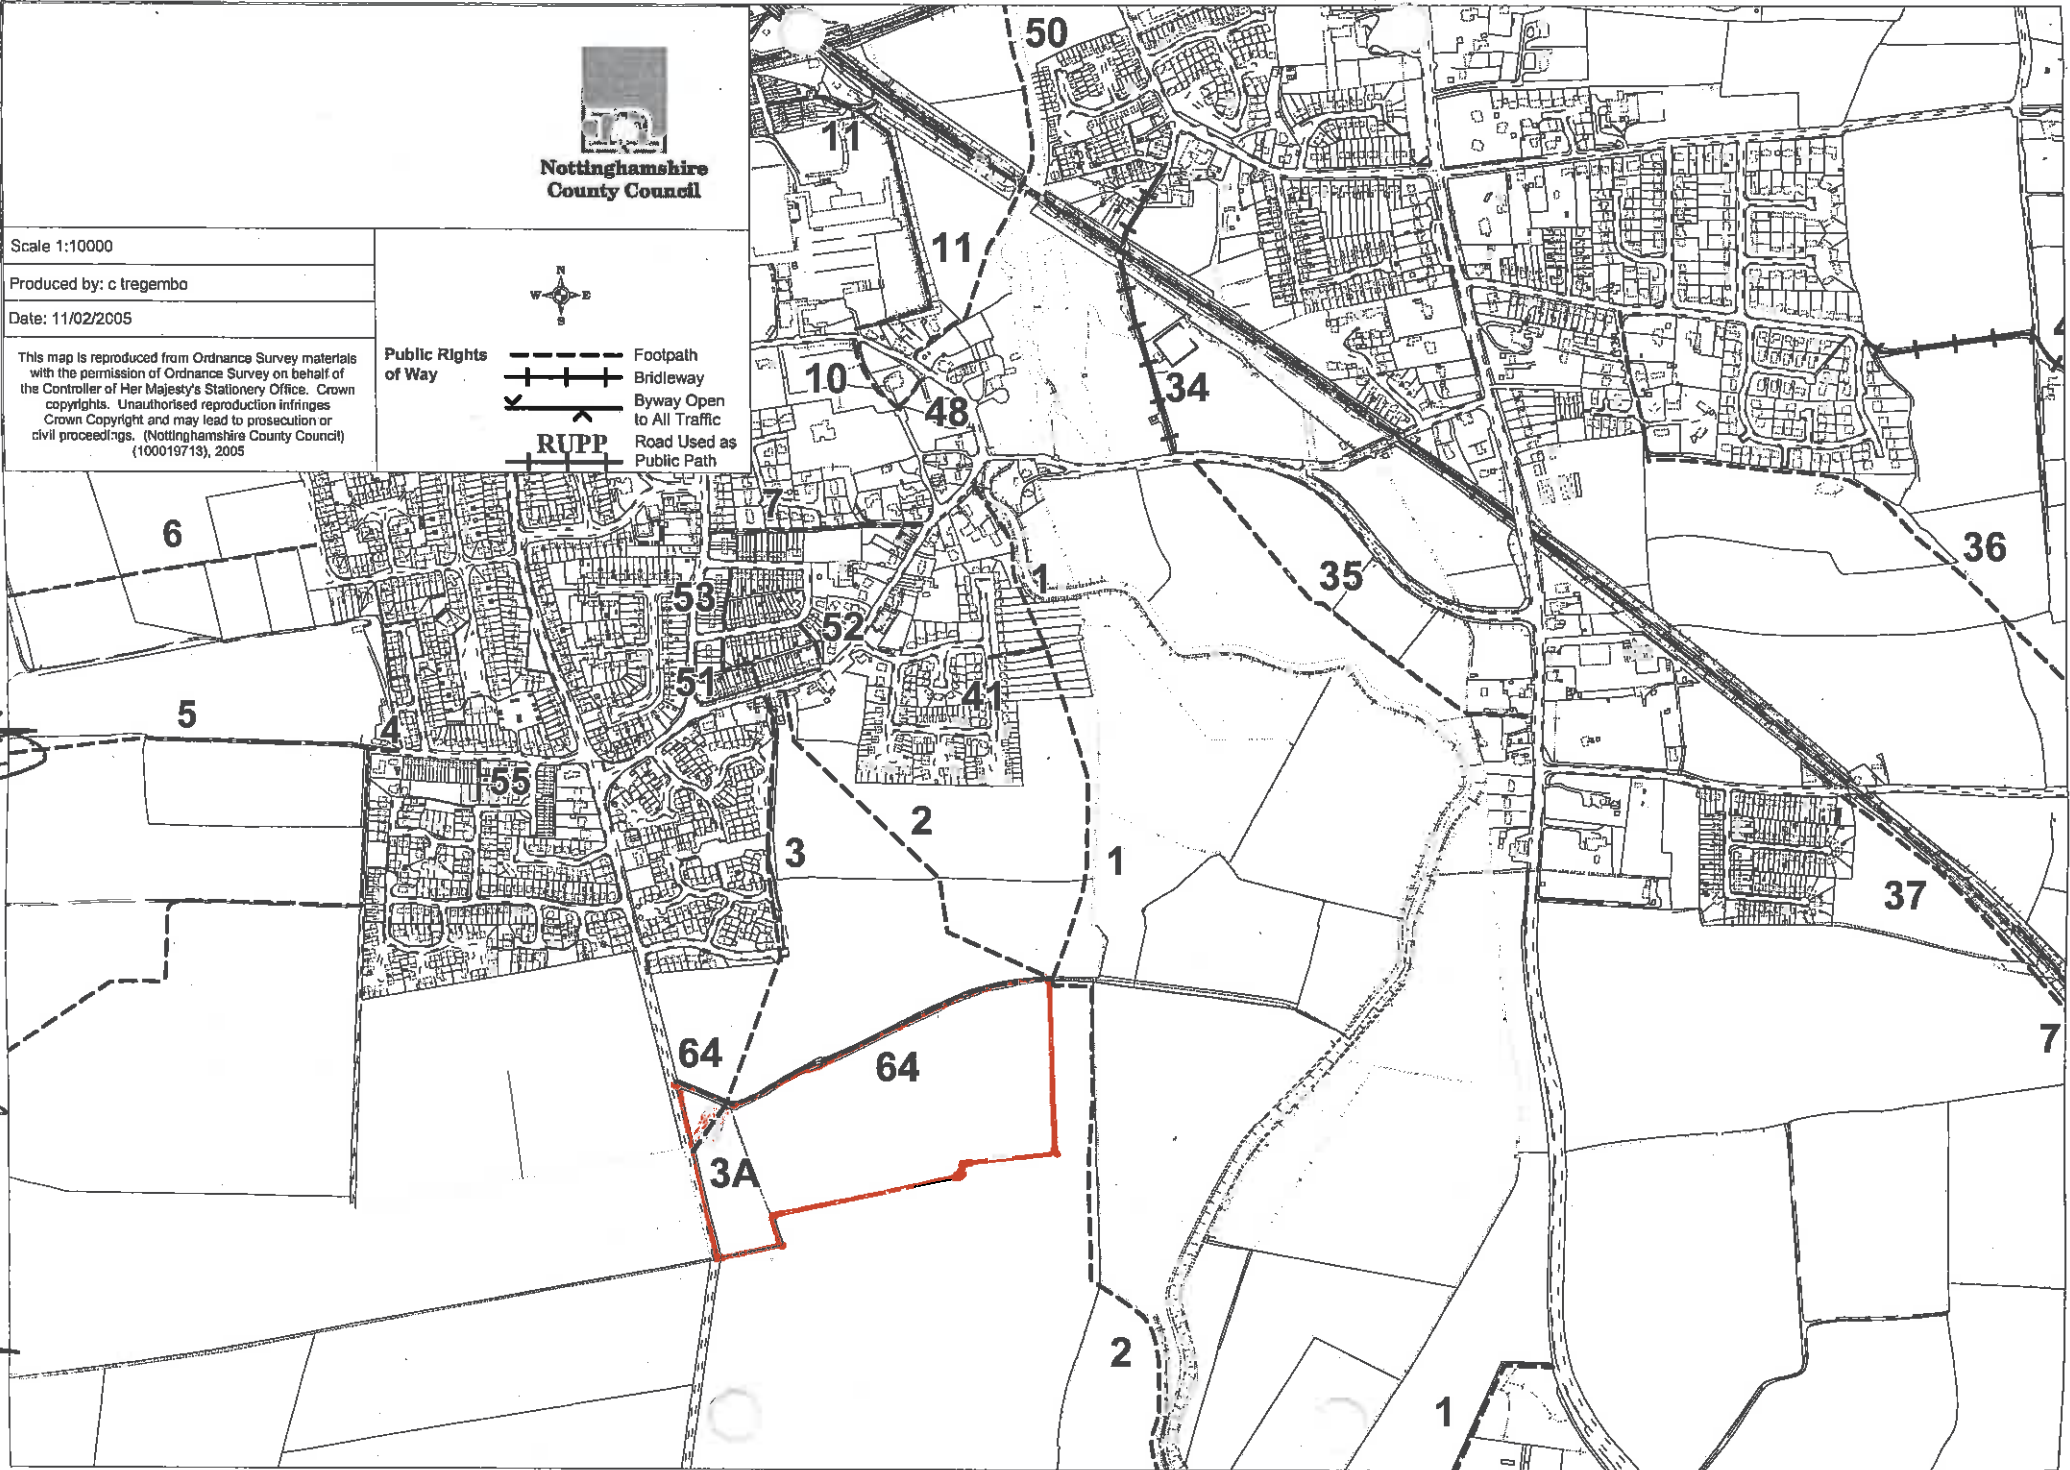 Nottinghamshire
County Council
Scale 1:10000
Produced by: c tregembo
Date: 11/02/2005
This map is reproduced from Ordnance Survey materials
with the permission of Ordnance Survey on behalf of
the Controller of Her Majesty's Stationery Office. Crown
copyrights. Unauthorised reproduction infringes
Crown Copyright and may lead to prosecution or
civil proceedings. (Nottinghamshire County Council)
(100019713), 2005
N
W E
S
Public Rights
of Way
Footpath
Bridleway
Byway Open
to All Traffic
RUPP
Road Used as
Public Path
50
11
11
10
48
34
4
7
6
1
35
36
53
52
51
41
5
4
55
2
3
1
37
7
64
64
3A
2
1